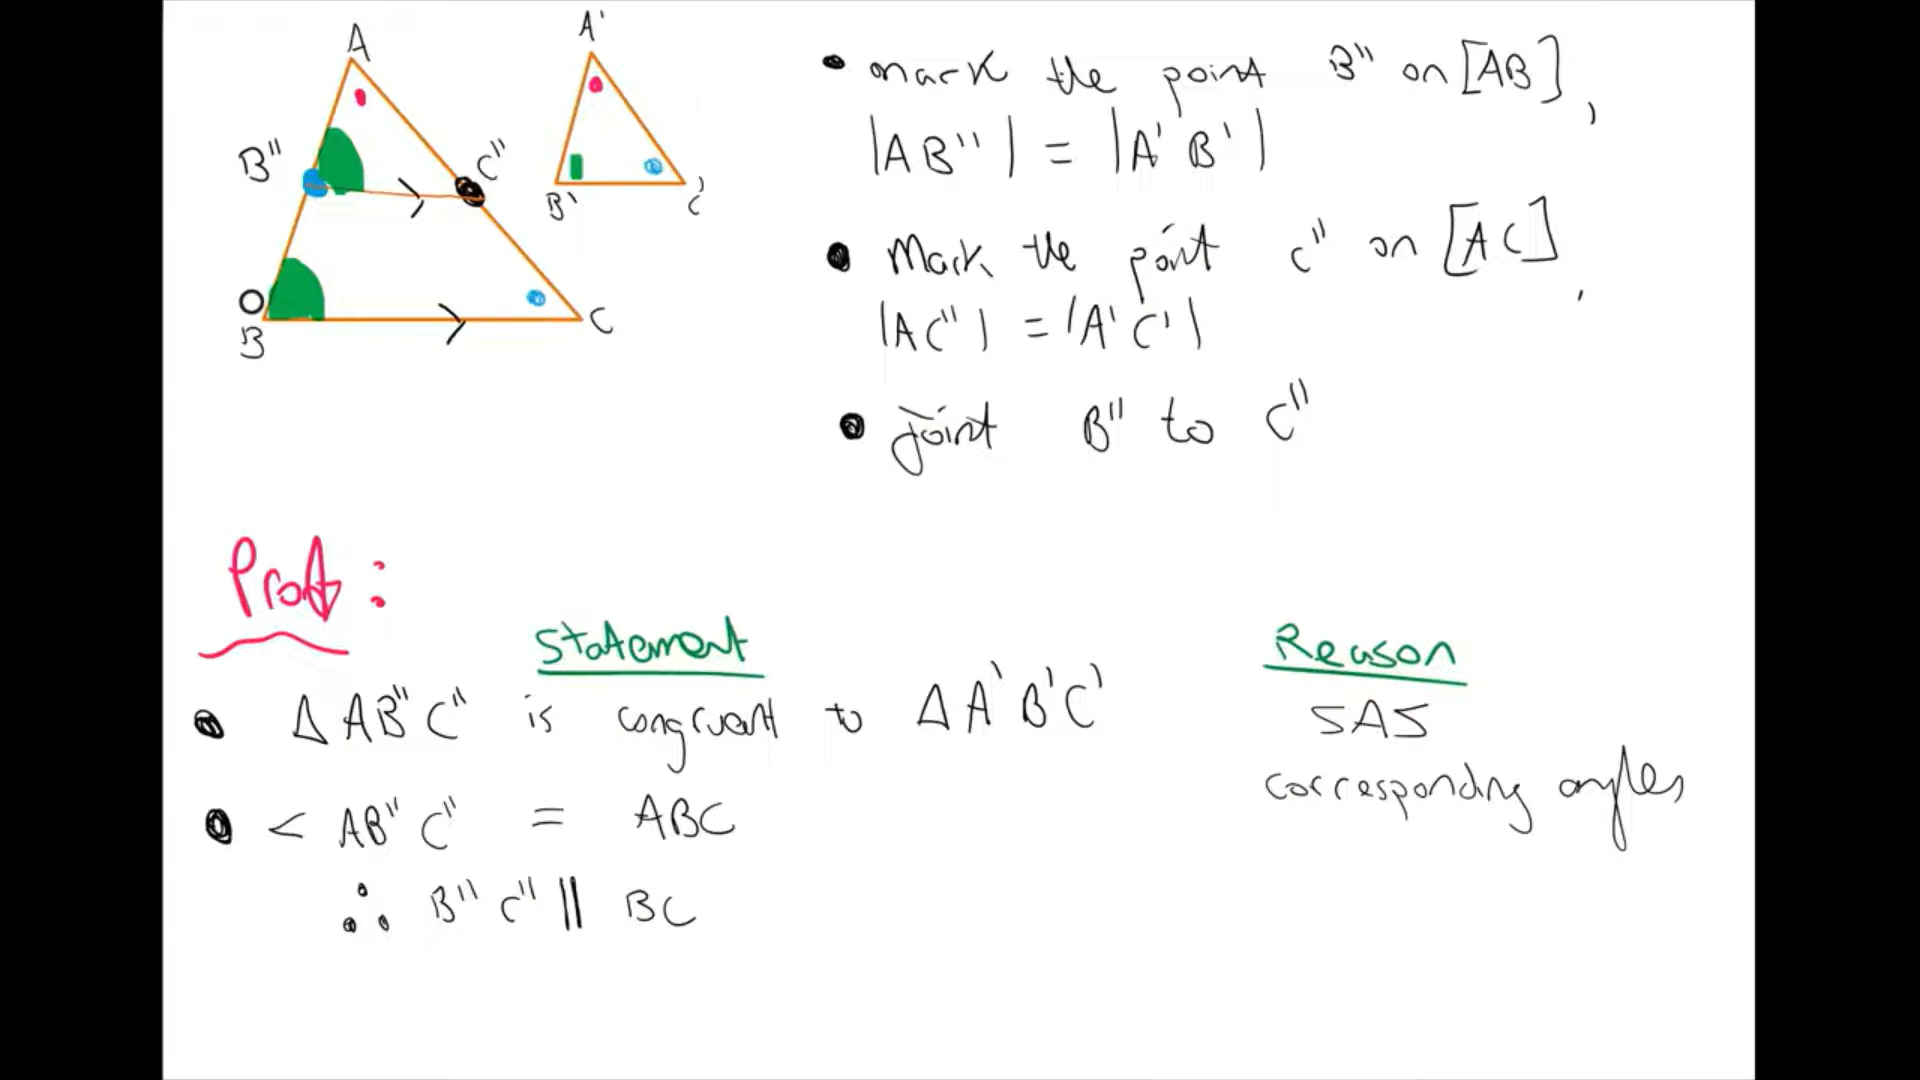 A
A'
B"
C"
B'
C'
B
C
• mark the point B" on [AB],
|AB"| = |A'B'|
• Mark the point C" on [AC],
|AC"| = |A'C'|
• joint B" to C"
Proof:
Statement
Reason
• Δ AB"C" is congruent to Δ A'B'C'
SAS
• < AB"C" = ABC
corresponding angles
∴ B"C" || BC